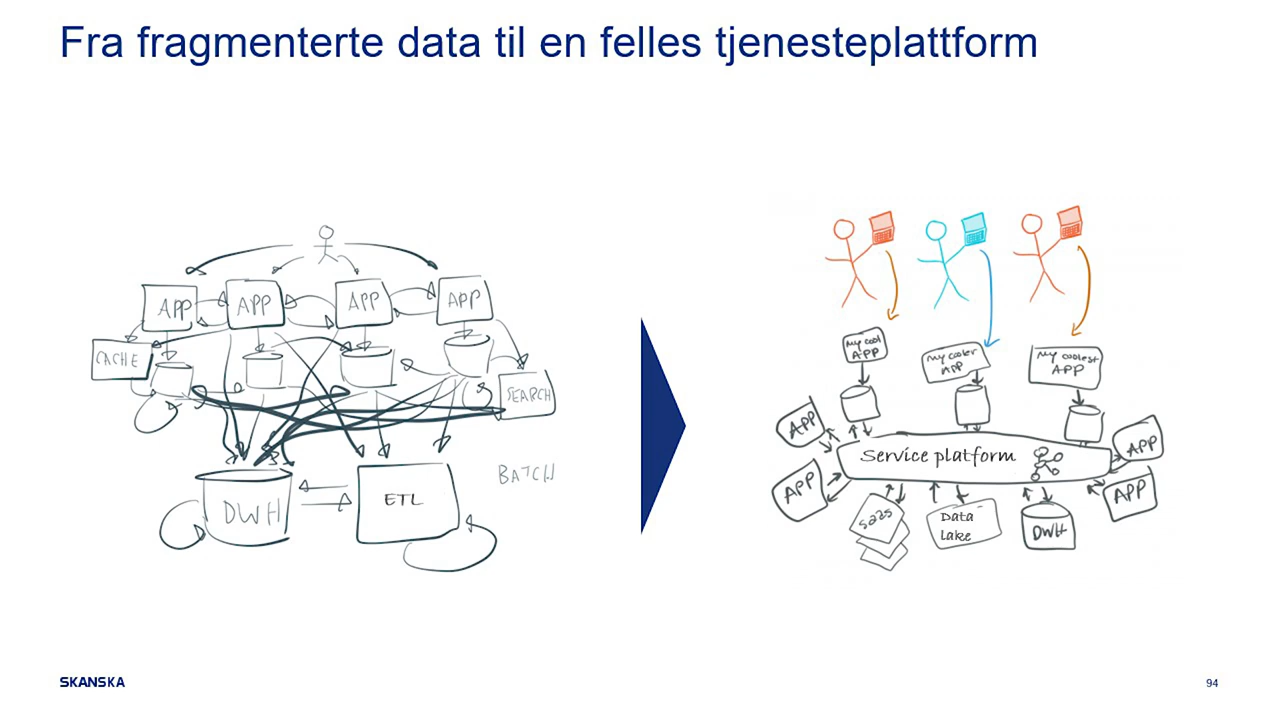 Fra fragmenterte data til en felles tjenesteplattform
APP
APP
APP
APP
CACHE
SEARCH
BATCH
DWH
ETL
My cool
APP
My cooler
APP
My coolest
APP
APP
APP
Service platform
APP
APP
SaaS
Data
Lake
DWH
SKANSKA
94